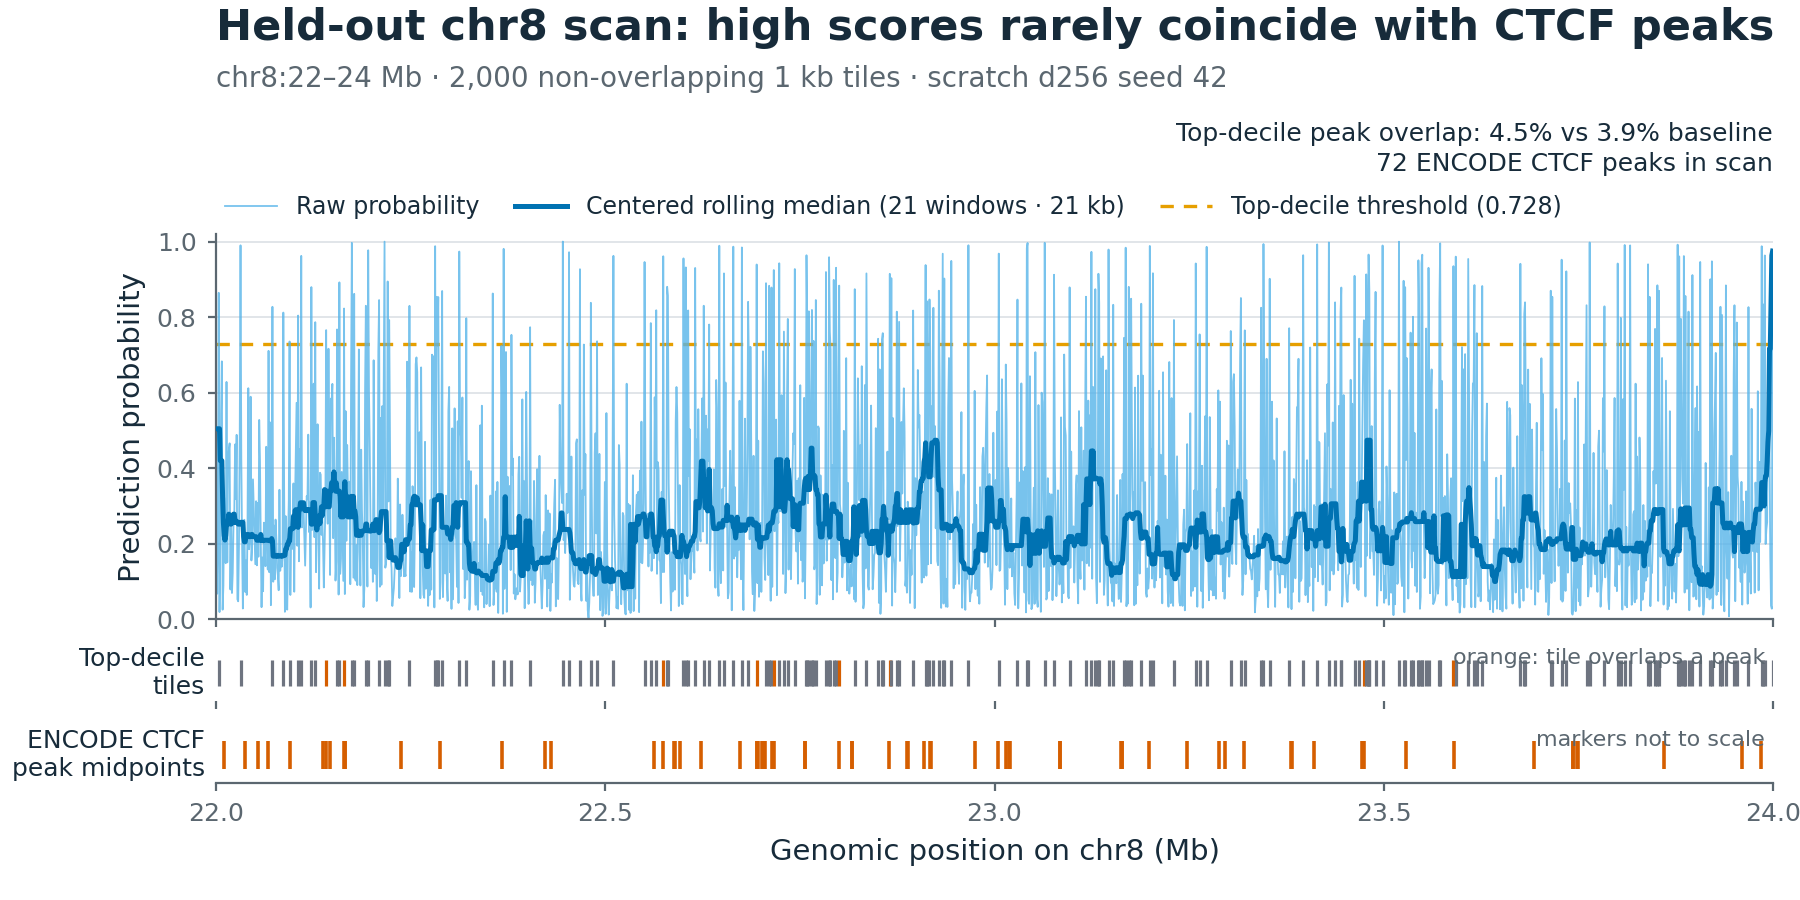 Held-out chr8 scan: high scores rarely coincide with CTCF peaks
chr8:22–24 Mb · 2,000 non-overlapping 1 kb tiles · scratch d256 seed 42
Top-decile peak overlap: 4.5% vs 3.9% baseline
72 ENCODE CTCF peaks in scan
Raw probability
Centered rolling median (21 windows · 21 kb)
Top-decile threshold (0.728)
Prediction probability
1.0
0.8
0.6
0.4
0.2
0.0
Top-decile
tiles
orange: tile overlaps a peak
ENCODE CTCF
peak midpoints
markers not to scale
22.0
22.5
23.0
23.5
24.0
Genomic position on chr8 (Mb)